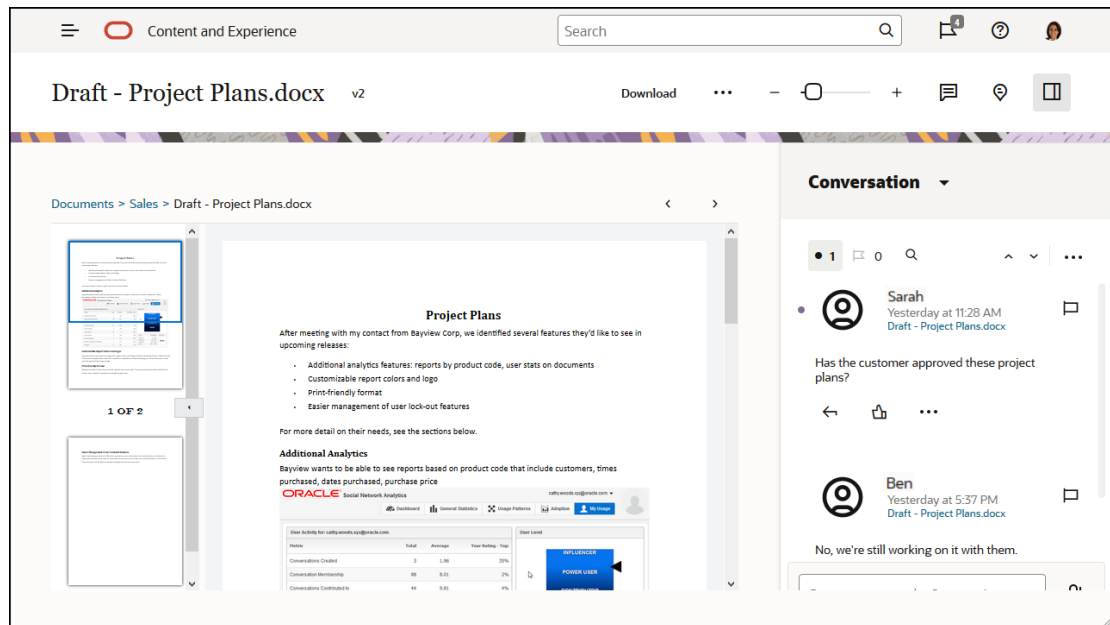 Content and Experience
Search
4
Draft - Project Plans.docx v2
Download
Conversation
Documents > Sales > Draft - Project Plans.docx
1 0
Sarah
Yesterday at 11:28 AM
Draft - Project Plans.docx
Has the customer approved these project
plans?
Ben
Yesterday at 5:37 PM
Draft - Project Plans.docx
No, we're still working on it with them.
1 OF 2
Project Plans
After meeting with my contact from Bayview Corp, we identified several features they'd like to see in
upcoming releases:
Additional analytics features: reports by product code, user stats on documents
Customizable report colors and logo
Print-friendly format
Easier management of user lock-out features
For more detail on their needs, see the sections below.
Additional Analytics
Bayview wants to be able to see reports based on product code that include customers, times
purchased, dates purchased, purchase price
ORACLE Social Network Analytics
cathy.woods.xyz@oracle.com
Dashboard General Statistics Usage Patterns Adoption My Usage
User Activity for: cathy.woods.xyz@oracle.com
User Level
Metric Total Average Your Rating - Top
Conversations Created 3 1.96 23%
Conversation Membership 88 8.01 2%
Conversations Contributed to 44 0.81 4%
INFLUENCER
POWER USER